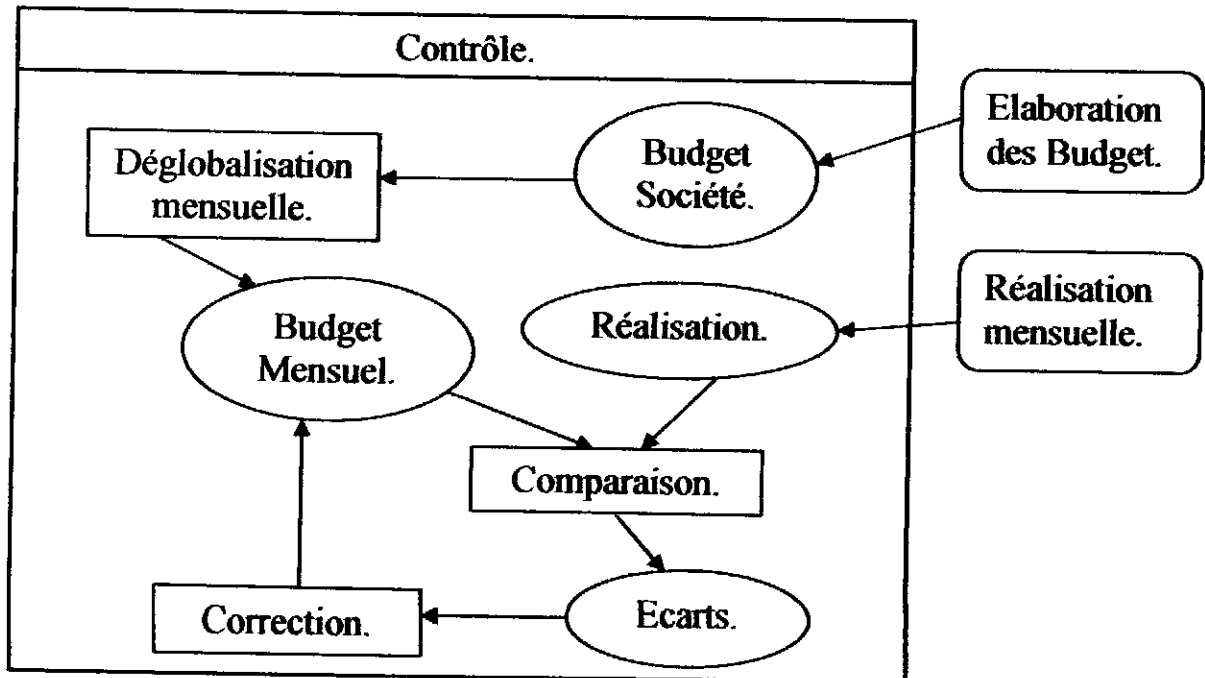 Contrôle.
Elaboration
des Budget.
Budget
Société.
Déglobalisation
mensuelle.
Réalisation
mensuelle.
Budget
Mensuel.
Réalisation.
Comparaison.
Correction.
Ecarts.